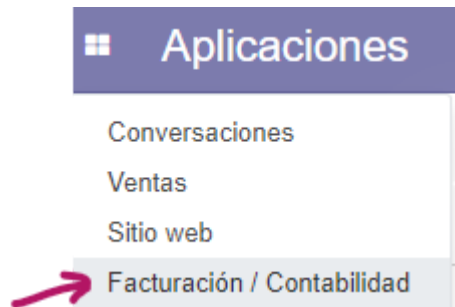 Aplicaciones
Conversaciones
Ventas
Sitio web
Facturación / Contabilidad